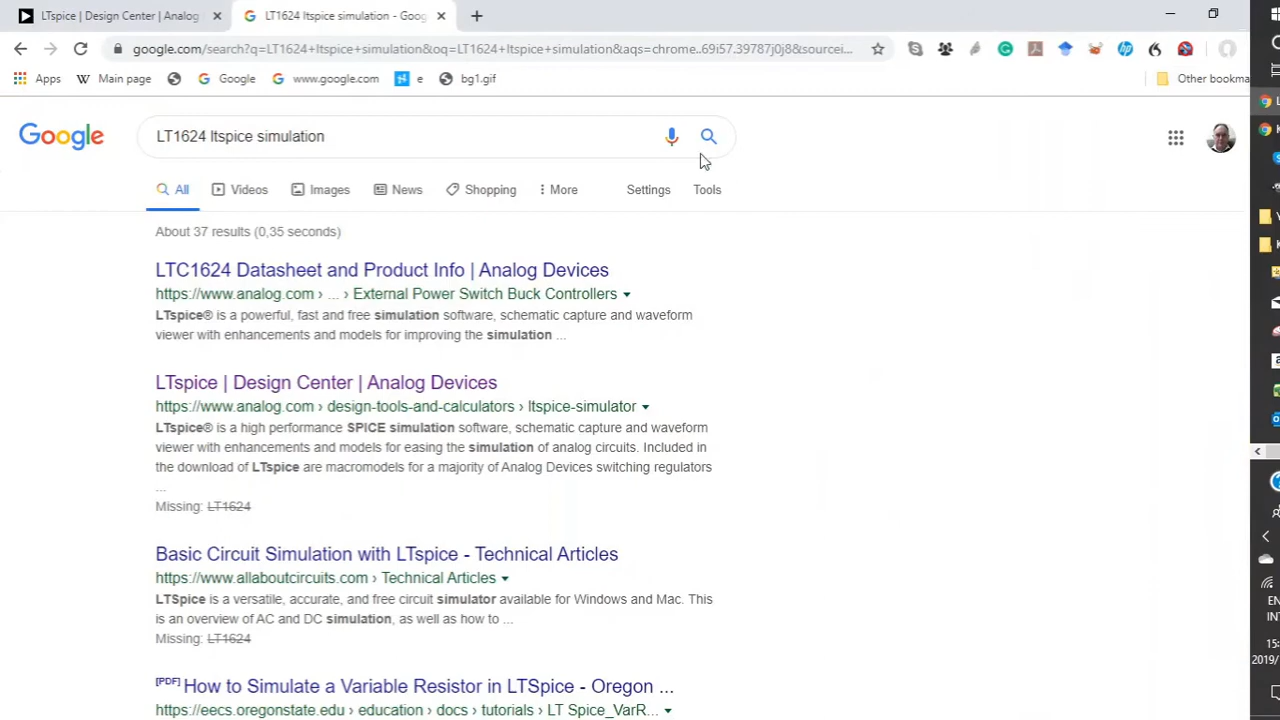 LTspice | Design Center | Analog
LT1624 ltspice simulation - Goog
google.com/search?q=LT1624+ltspice+simulation&oq=LT1624+ltspice+simulation&aqs=chrome..69i57.39787j0j8&sourcei...
Apps
Main page
Google
www.google.com
e
bg1.gif
Other bookma
Google
LT1624 ltspice simulation
All
Videos
Images
News
Shopping
More
Settings
Tools
About 37 results (0,35 seconds)
LTC1624 Datasheet and Product Info | Analog Devices
https://www.analog.com › ... › External Power Switch Buck Controllers
LTspice® is a powerful, fast and free simulation software, schematic capture and waveform
viewer with enhancements and models for improving the simulation ...
LTspice | Design Center | Analog Devices
https://www.analog.com › design-tools-and-calculators › ltspice-simulator
LTspice® is a high performance SPICE simulation software, schematic capture and waveform
viewer with enhancements and models for easing the simulation of analog circuits. Included in
the download of LTspice are macromodels for a majority of Analog Devices switching regulators
...
Missing: LT1624
Basic Circuit Simulation with LTspice - Technical Articles
https://www.allaboutcircuits.com › Technical Articles
LTSpice is a versatile, accurate, and free circuit simulator available for Windows and Mac. This
is an overview of AC and DC simulation, as well as how to ...
Missing: LT1624
[PDF] How to Simulate a Variable Resistor in LTSpice - Oregon ...
https://eecs.oregonstate.edu › education › docs › tutorials › LT Spice_VarR...
EN
INT
15:
2019/